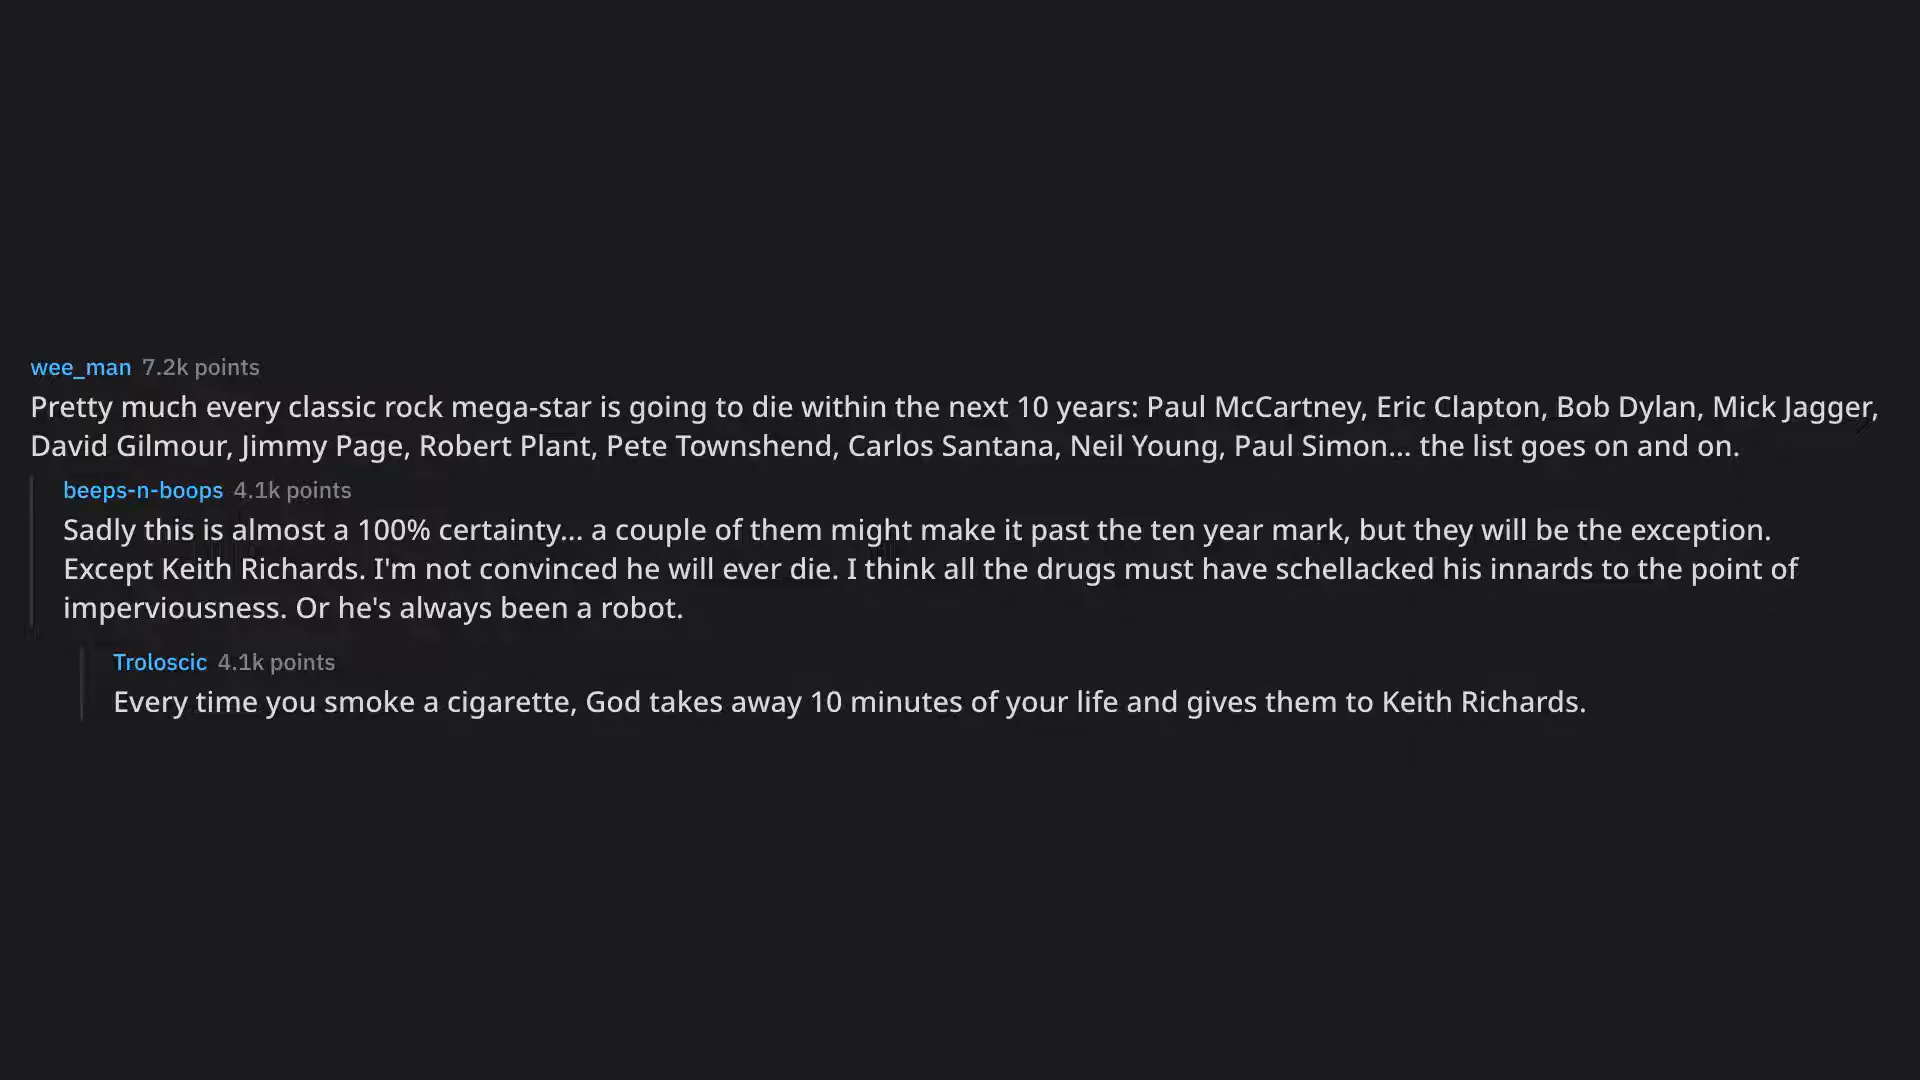 wee_man 7.2k points
Pretty much every classic rock mega-star is going to die within the next 10 years: Paul McCartney, Eric Clapton, Bob Dylan, Mick Jagger,
David Gilmour, Jimmy Page, Robert Plant, Pete Townshend, Carlos Santana, Neil Young, Paul Simon... the list goes on and on.
beeps-n-boops 4.1k points
Sadly this is almost a 100% certainty... a couple of them might make it past the ten year mark, but they will be the exception.
Except Keith Richards. I'm not convinced he will ever die. I think all the drugs must have schellacked his innards to the point of
imperviousness. Or he's always been a robot.
Troloscic 4.1k points
Every time you smoke a cigarette, God takes away 10 minutes of your life and gives them to Keith Richards.